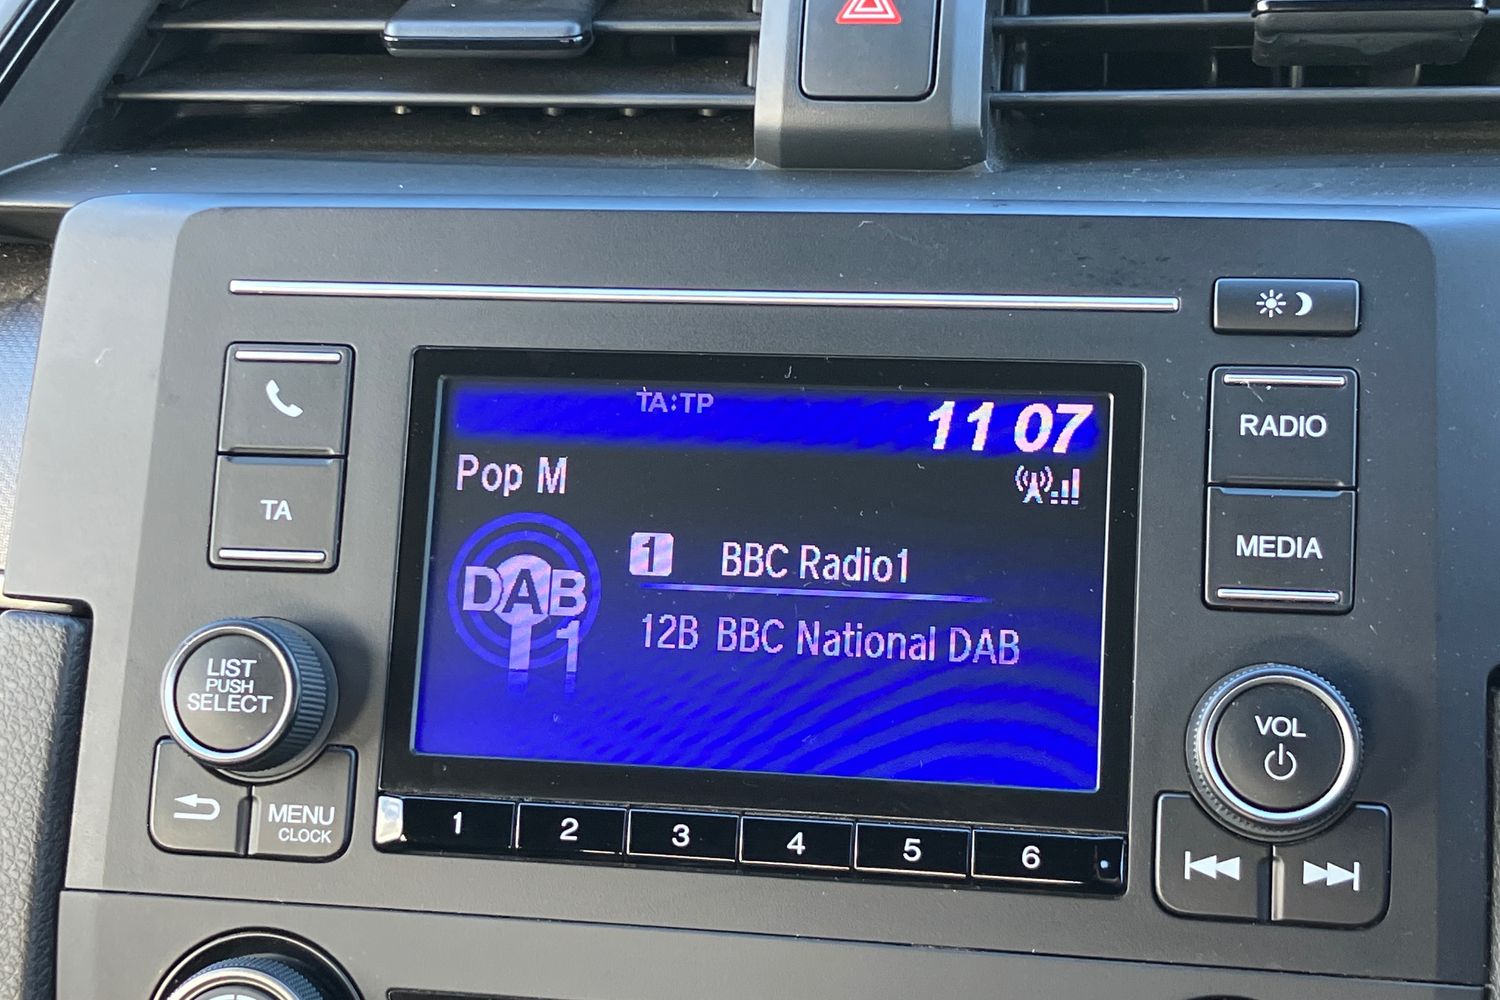 TA:TP
11 07
Pop M
DAB
1
1 BBC Radio1
12B BBC National DAB
TA
LIST
PUSH
SELECT
MENU
CLOCK
RADIO
MEDIA
VOL
1 2 3 4 5 6